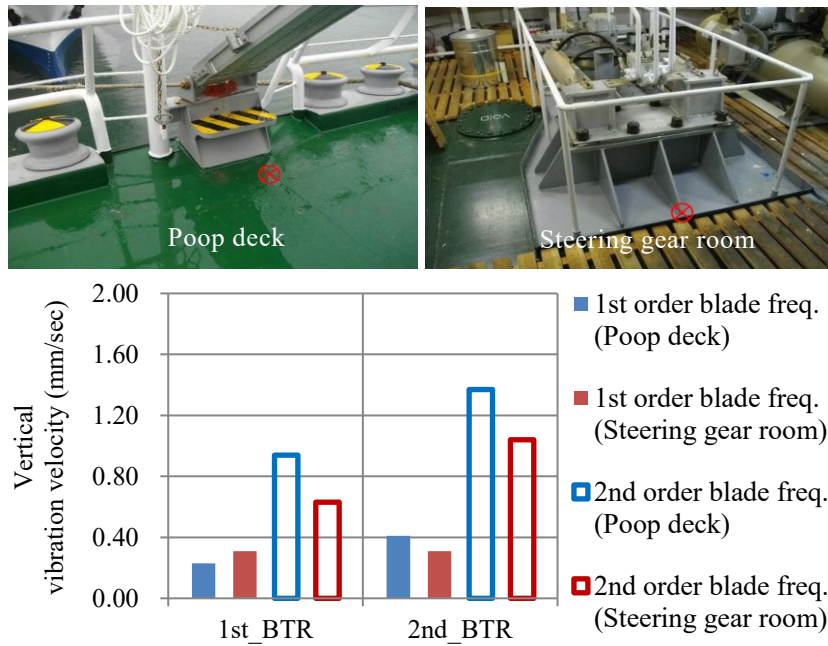 Poop deck
Steering gear room
VOID
2.00
1.60
1.20
0.80
0.40
0.00
Vertical
vibration velocity (mm/sec)
1st_BTR
2nd_BTR
1st order blade freq.
(Poop deck)
1st order blade freq.
(Steering gear room)
2nd order blade freq.
(Poop deck)
2nd order blade freq.
(Steering gear room)